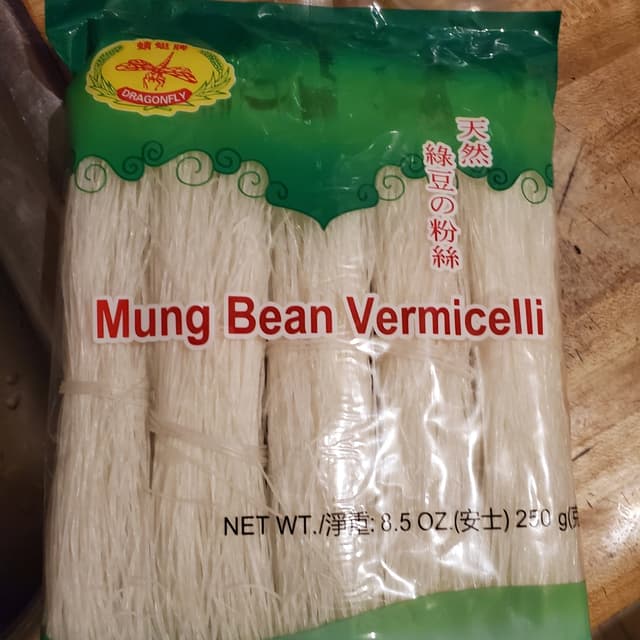 蜻蜓牌
DRAGONFLY
天然
綠豆の粉絲
Mung Bean Vermicelli
NET WT./淨重: 8.5 OZ.(安士) 250 g(克